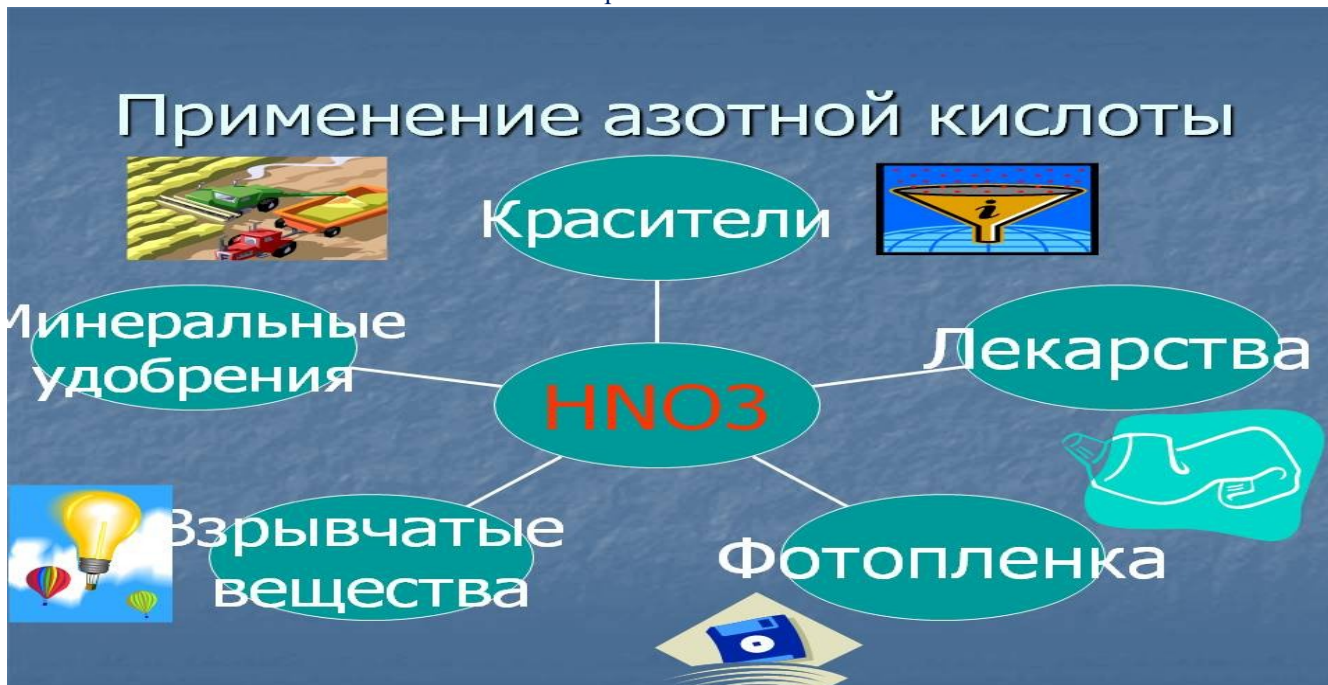 Применение азотной кислоты
Красители
i
Минеральные
удобрения
Лекарства
HNO3
Взрывчатые
вещества
Фотопленка